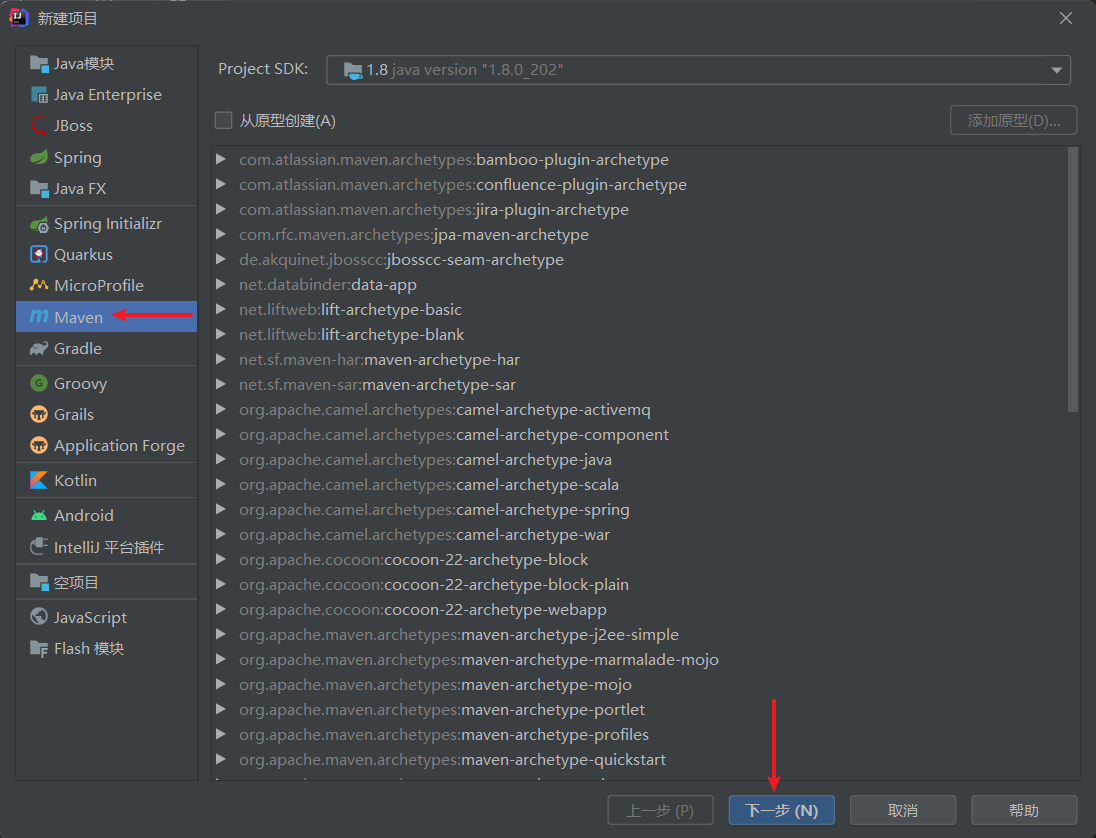 新建项目
Java模块
Java Enterprise
JBoss
Spring
Java FX
Spring Initializr
Quarkus
MicroProfile
Maven
Gradle
Groovy
Grails
Application Forge
Kotlin
Android
IntelliJ 平台插件
空项目
JavaScript
Flash 模块
Project SDK: 1.8 java version "1.8.0_202"
从原型创建(A) 添加原型(D)...
com.atlassian.maven.archetypes:bamboo-plugin-archetype
com.atlassian.maven.archetypes:confluence-plugin-archetype
com.atlassian.maven.archetypes:jira-plugin-archetype
com.rfc.maven.archetypes:jpa-maven-archetype
de.akquinet.jbosscc:jbosscc-seam-archetype
net.databinder:data-app
net.liftweb:lift-archetype-basic
net.liftweb:lift-archetype-blank
net.sf.maven-har:maven-archetype-har
net.sf.maven-sar:maven-archetype-sar
org.apache.camel.archetypes:camel-archetype-activemq
org.apache.camel.archetypes:camel-archetype-component
org.apache.camel.archetypes:camel-archetype-java
org.apache.camel.archetypes:camel-archetype-scala
org.apache.camel.archetypes:camel-archetype-spring
org.apache.camel.archetypes:camel-archetype-war
org.apache.cocoon:cocoon-22-archetype-block
org.apache.cocoon:cocoon-22-archetype-block-plain
org.apache.cocoon:cocoon-22-archetype-webapp
org.apache.maven.archetypes:maven-archetype-j2ee-simple
org.apache.maven.archetypes:maven-archetype-marmalade-mojo
org.apache.maven.archetypes:maven-archetype-mojo
org.apache.maven.archetypes:maven-archetype-portlet
org.apache.maven.archetypes:maven-archetype-profiles
org.apache.maven.archetypes:maven-archetype-quickstart
上一步 (P) 下一步 (N) 取消 帮助